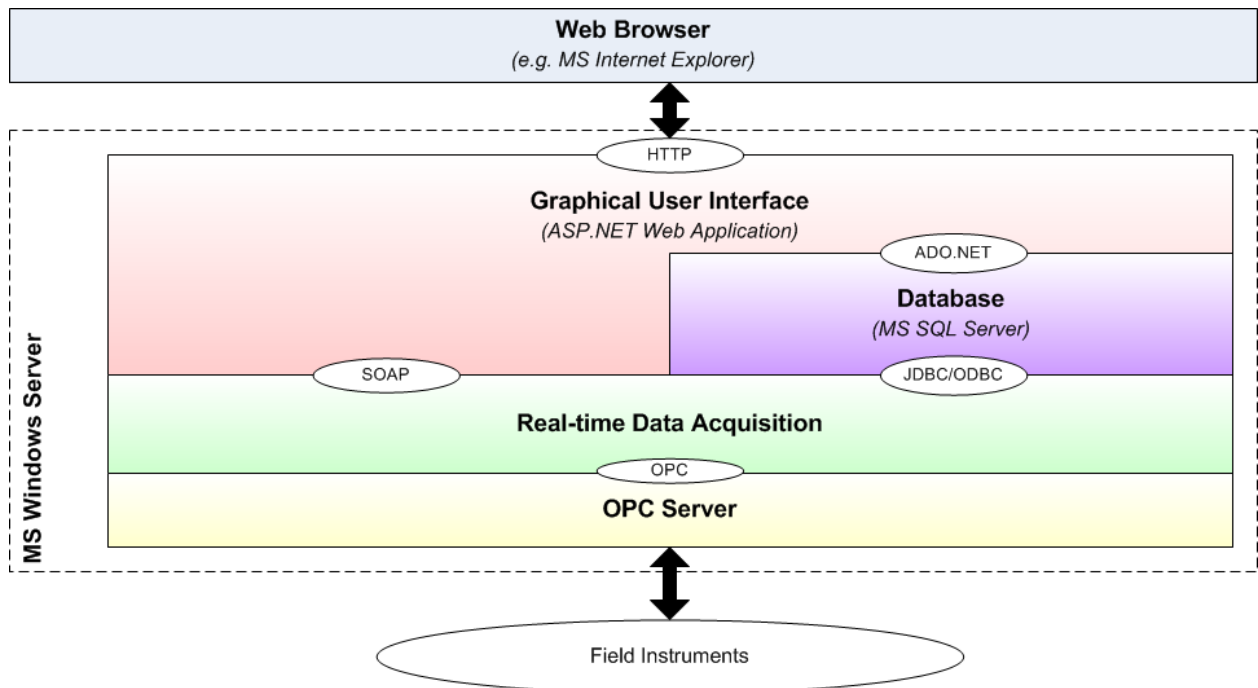 Web Browser
(e.g. MS Internet Explorer)
HTTP
Graphical User Interface
(ASP.NET Web Application)
ADO.NET
Database
(MS SQL Server)
SOAP
JDBC/ODBC
Real-time Data Acquisition
OPC
OPC Server
MS Windows Server
Field Instruments